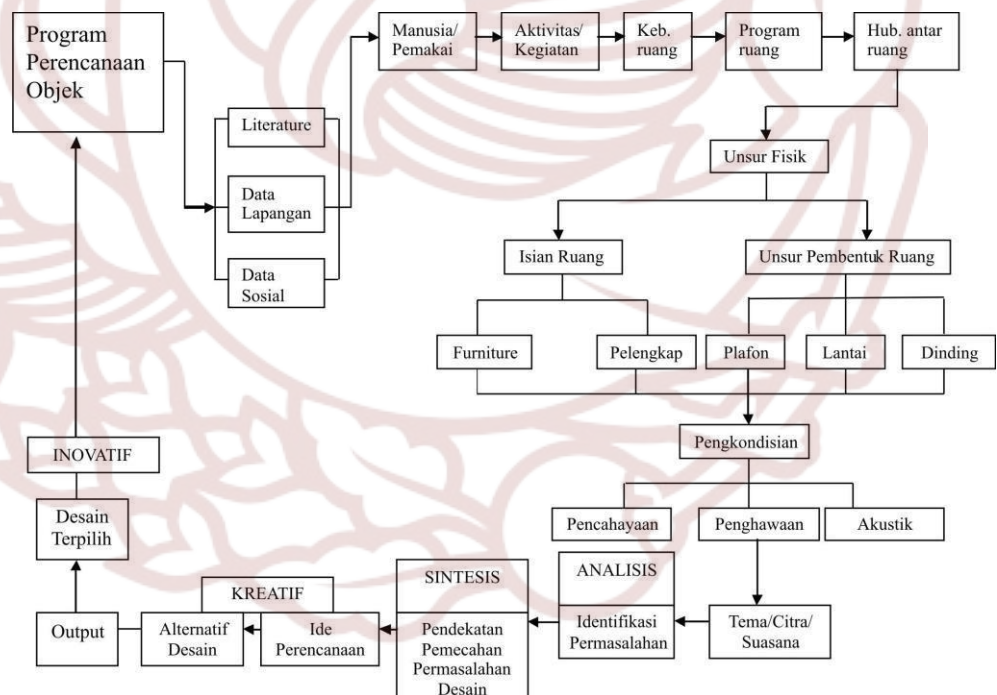 Program
Perencanaan
Objek
Manusia/
Pemakai
Aktivitas/
Kegiatan
Keb.
ruang
Program
ruang
Hub. antar
ruang
Literature
Data
Lapangan
Data
Sosial
Unsur Fisik
Isian Ruang
Unsur Pembentuk Ruang
Furniture
Pelengkap
Plafon
Lantai
Dinding
Pengkondisian
Pencahayaan
Penghawaan
Akustik
Tema/Citra/
Suasana
ANALISIS
Identifikasi
Permasalahan
SINTESIS
Pendekatan
Pemecahan
Permasalahan
Desain
KREATIF
Ide
Perencanaan
Alternatif
Desain
Output
Desain
Terpilih
INOVATIF